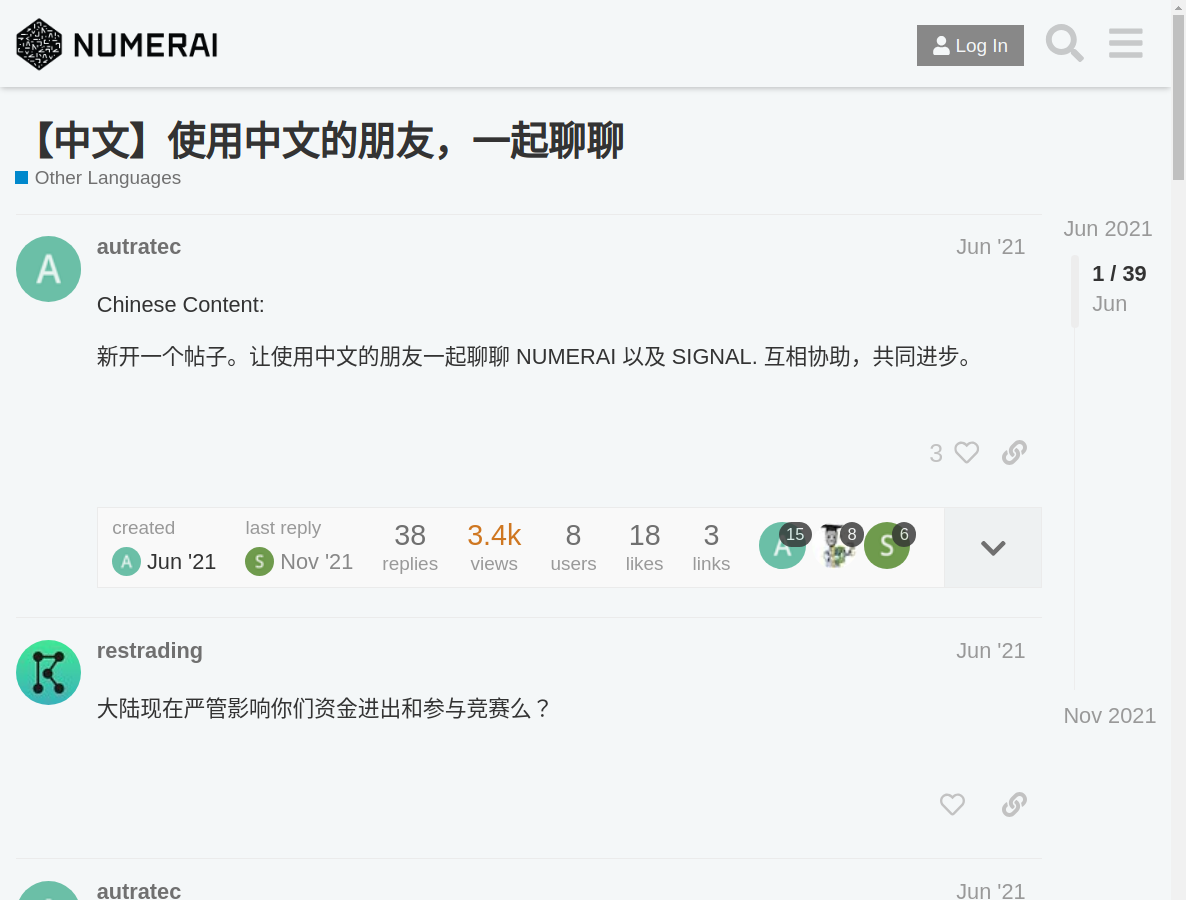 NUMERAI
Log In
【中文】使用中文的朋友，一起聊聊
Other Languages
autratec
Jun '21
Chinese Content:
新开一个帖子。让使用中文的朋友一起聊聊 NUMERAI 以及 SIGNAL. 互相协助，共同进步。
3
created
A Jun '21
last reply
S Nov '21
38
replies
3.4k
views
8
users
18
likes
3
links
A 15
8
S 6
Jun 2021
1 / 39
Jun
Nov 2021
A
restrading
Jun '21
大陆现在严管影响你们资金进出和参与竞赛么？
autratec
Jun '21